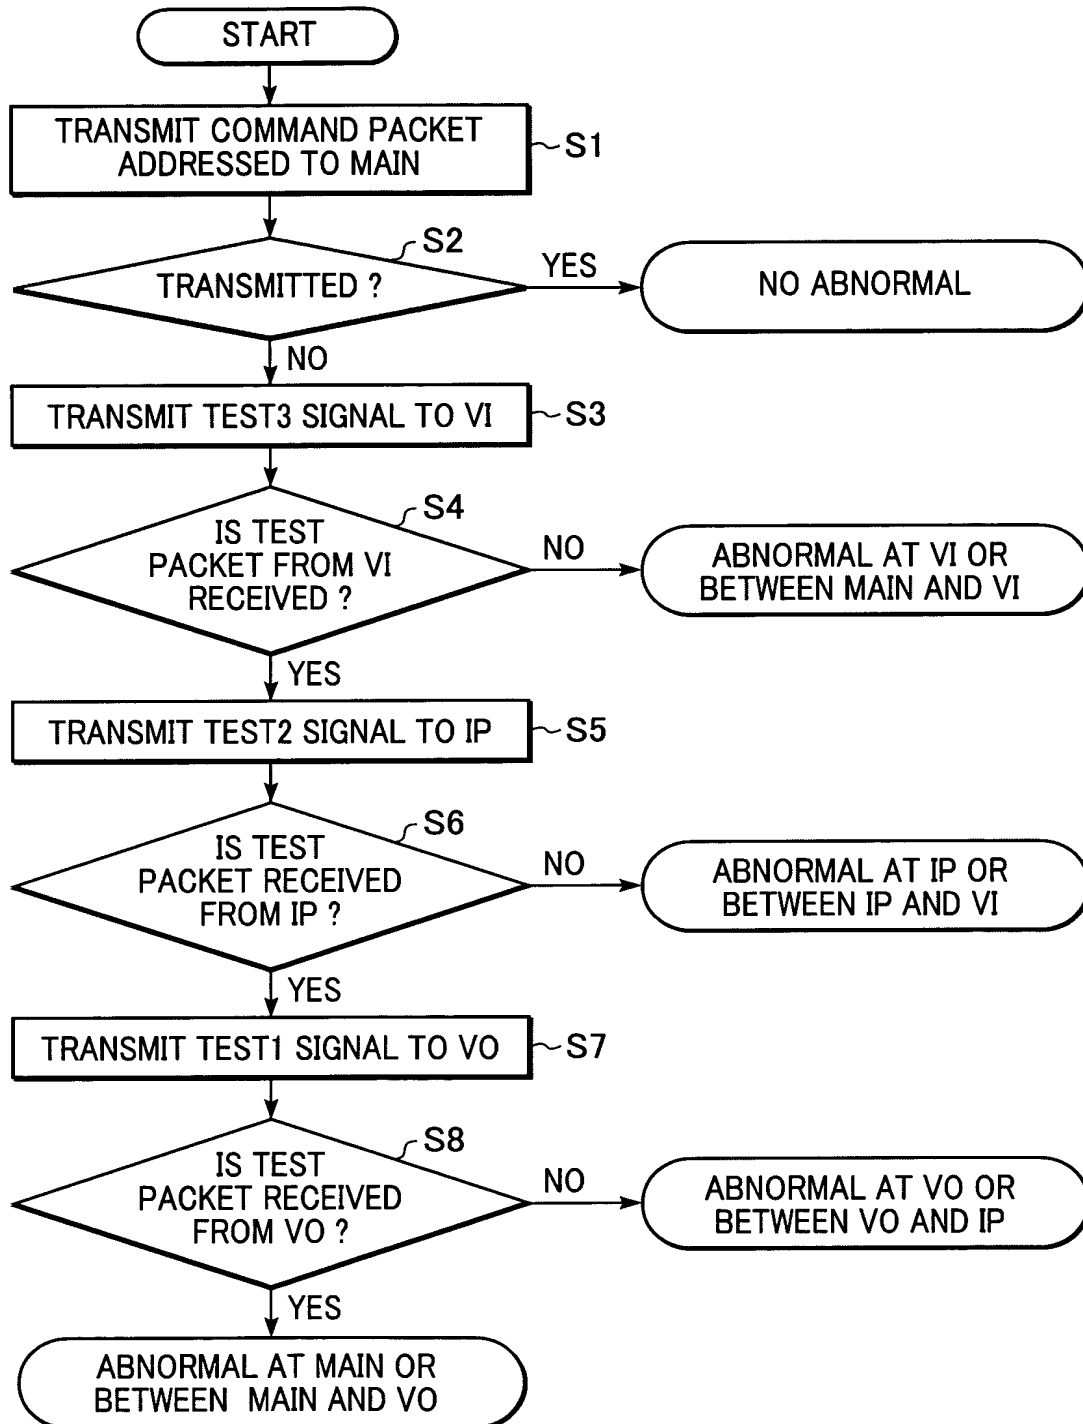 START
TRANSMIT COMMAND PACKET
ADDRESSED TO MAIN
S1
S2
TRANSMITTED ?
YES
NO ABNORMAL
NO
TRANSMIT TEST3 SIGNAL TO VI
S3
S4
IS TEST
PACKET FROM VI
RECEIVED ?
NO
ABNORMAL AT VI OR
BETWEEN MAIN AND VI
YES
TRANSMIT TEST2 SIGNAL TO IP
S5
S6
IS TEST
PACKET RECEIVED
FROM IP ?
NO
ABNORMAL AT IP OR
BETWEEN IP AND VI
YES
TRANSMIT TEST1 SIGNAL TO VO
S7
S8
IS TEST
PACKET RECEIVED
FROM VO ?
NO
ABNORMAL AT VO OR
BETWEEN VO AND IP
YES
ABNORMAL AT MAIN OR
BETWEEN MAIN AND VO